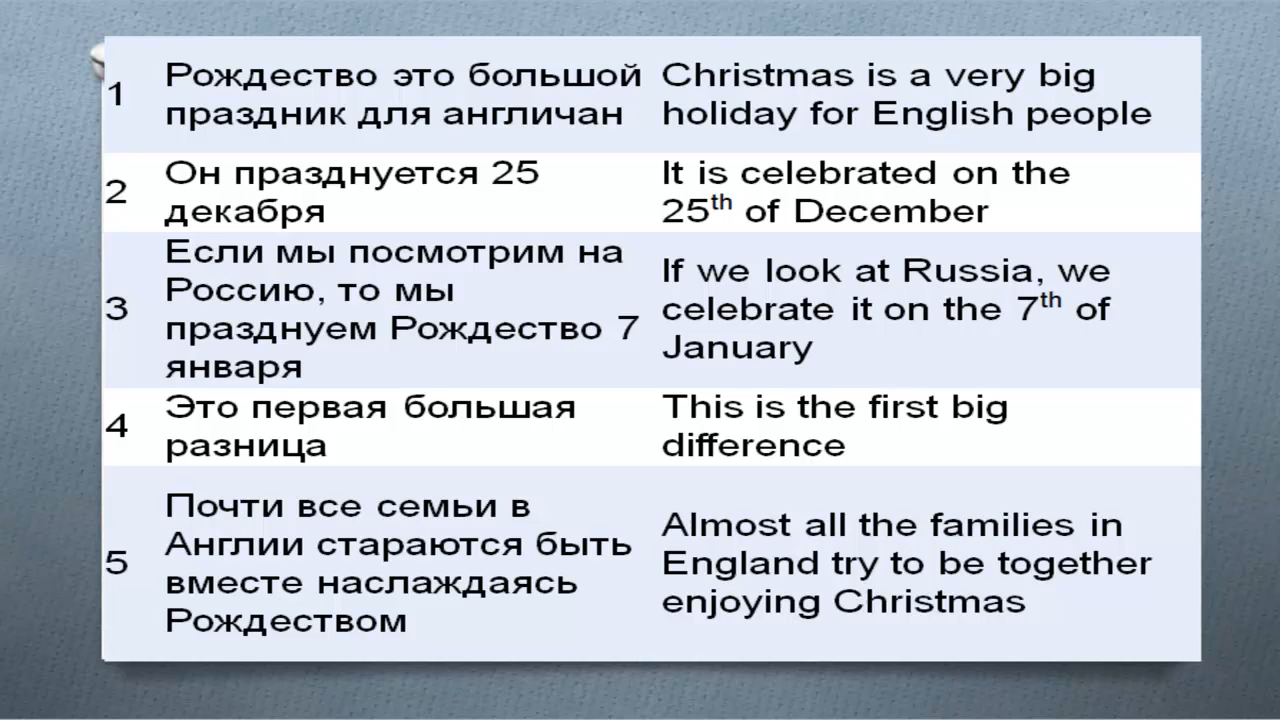 1
Рождество это большой
праздник для англичан
Christmas is a very big
holiday for English people
2
Он празднуется 25
декабря
It is celebrated on the
25th of December
3
Если мы посмотрим на
Россию, то мы
празднуем Рождество 7
января
If we look at Russia, we
celebrate it on the 7th of
January
4
Это первая большая
разница
This is the first big
difference
5
Почти все семьи в
Англии стараются быть
вместе наслаждаясь
Рождеством
Almost all the families in
England try to be together
enjoying Christmas